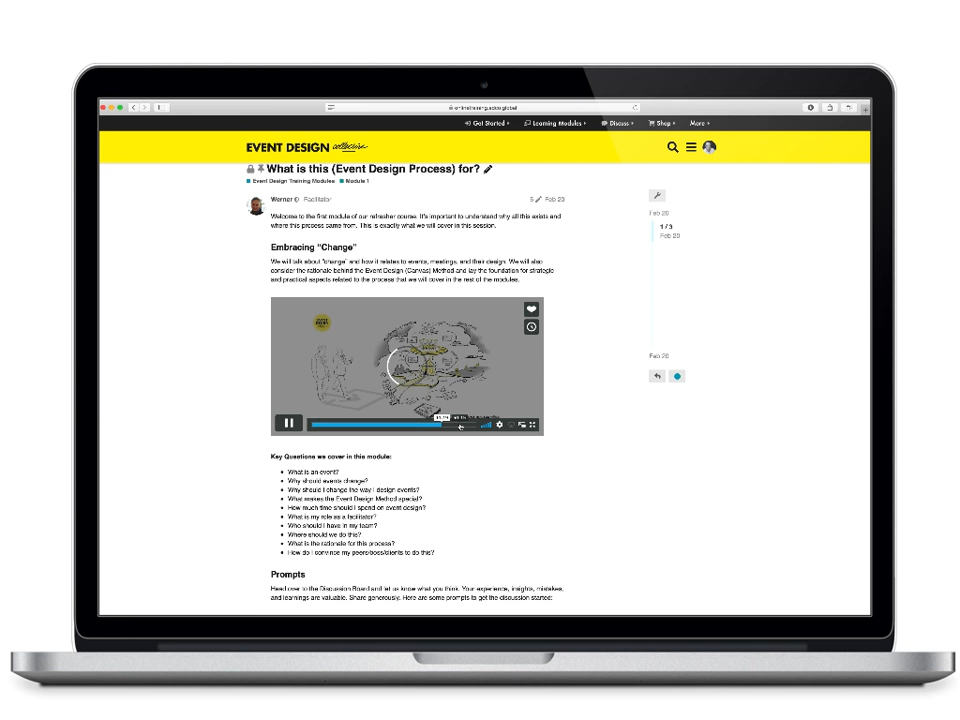 onlinetraining.edco.global
Get Started
Learning Modules
Discuss
Shop
More
EVENT DESIGN collective
What is this (Event Design Process) for?
Event Design Training Modules Module 1
Werner Facilitator 5 Feb 20
Welcome to the first module of our refresher course. It's important to understand why all this exists and
where this process came from. This is exactly what we will cover in this session.
Embracing "Change"
We will talk about "change" and how it relates to events, meetings, and their design. We will also
consider the rationale behind the Event Design (Canvas) Method and lay the foundation for strategic
and practical aspects related to the process that we will cover in the rest of the modules.
Feb 20
1 / 3
Feb 20
Feb 20
Key Questions we cover in this module:
What is an event?
Why should events change?
Why should I change the way I design events?
What makes the Event Design Method special?
How much time should I spend on event design?
What is my role as a facilitator?
Who should I have in my team?
Where should we do this?
What is the rationale for this process?
How do I convince my peers/boss/clients to do this?
Prompts
Head over to the Discussion Board and let us know what you think. Your experience, insights, mistakes,
and learnings are valuable. Share generously. Here are some prompts to get the discussion started: